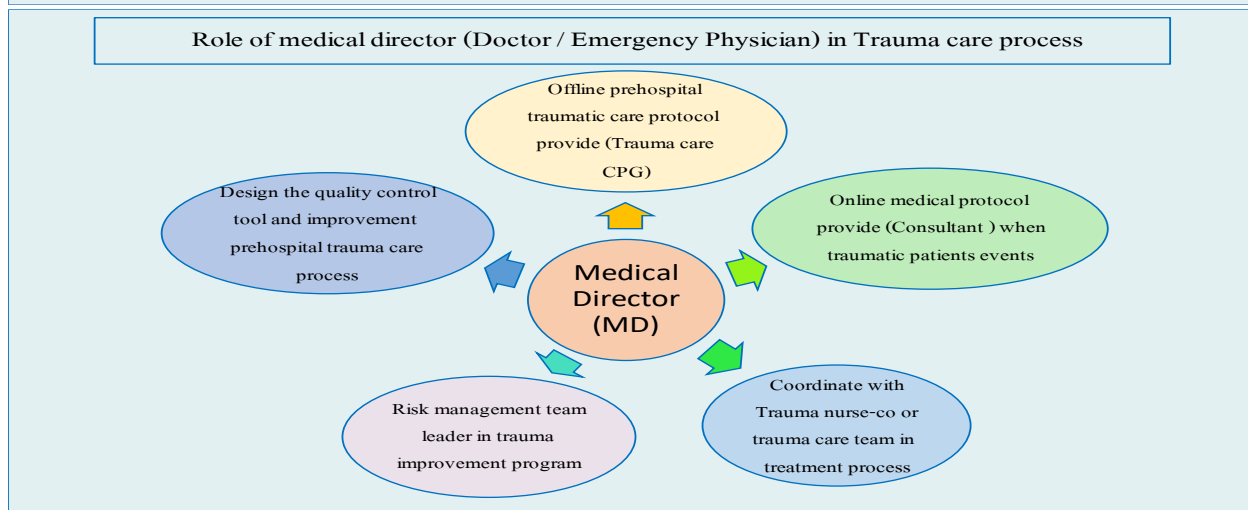 Role of medical director (Doctor / Emergency Physician) in Trauma care process
Offline prehospital
traumatic care protocol
provide (Trauma care
CPG)
Design the quality control
tool and improvement
prehospital trauma care
process
Online medical protocol
provide (Consultant ) when
traumatic patients events
Medical
Director
(MD)
Risk management team
leader in trauma
improvement program
Coordinate with
Trauma nurse-co or
trauma care team in
treatment process